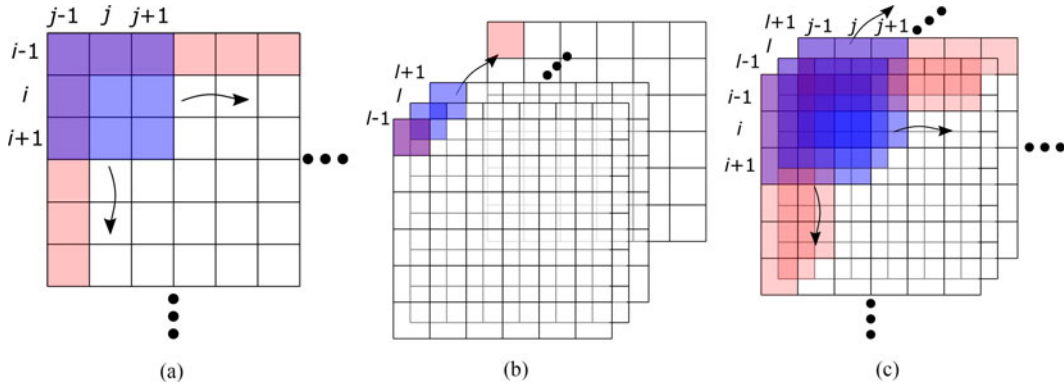 j-1 j j+1
i-1
i
i+1
(a)
l+1
l
l-1
(b)
l+1 j-1 j j+1
l
l-1
i-1
i
i+1
(c)